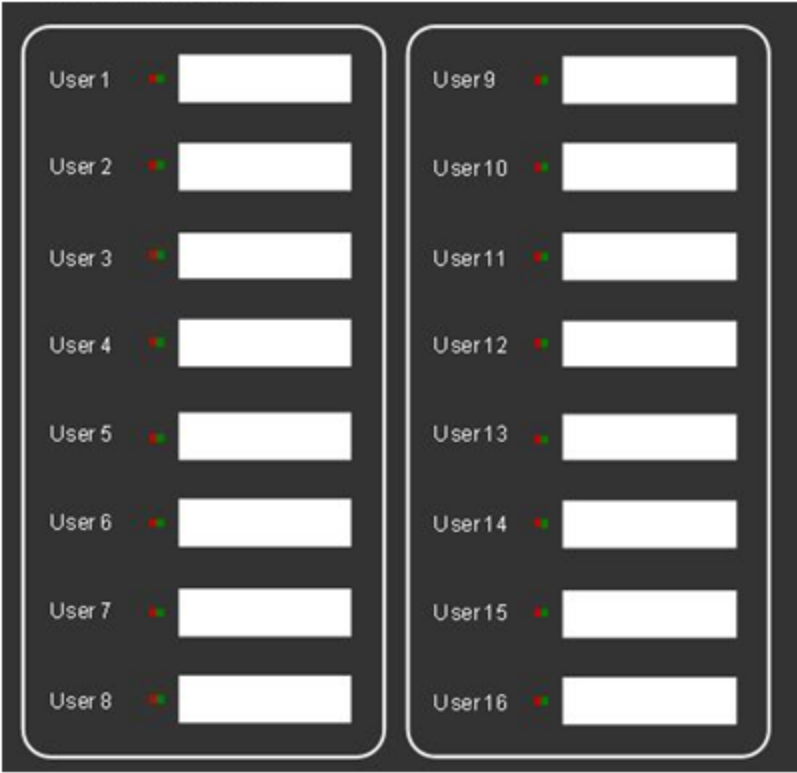 User 1
User 2
User 3
User 4
User 5
User 6
User 7
User 8
User 9
User 10
User 11
User 12
User 13
User 14
User 15
User 16